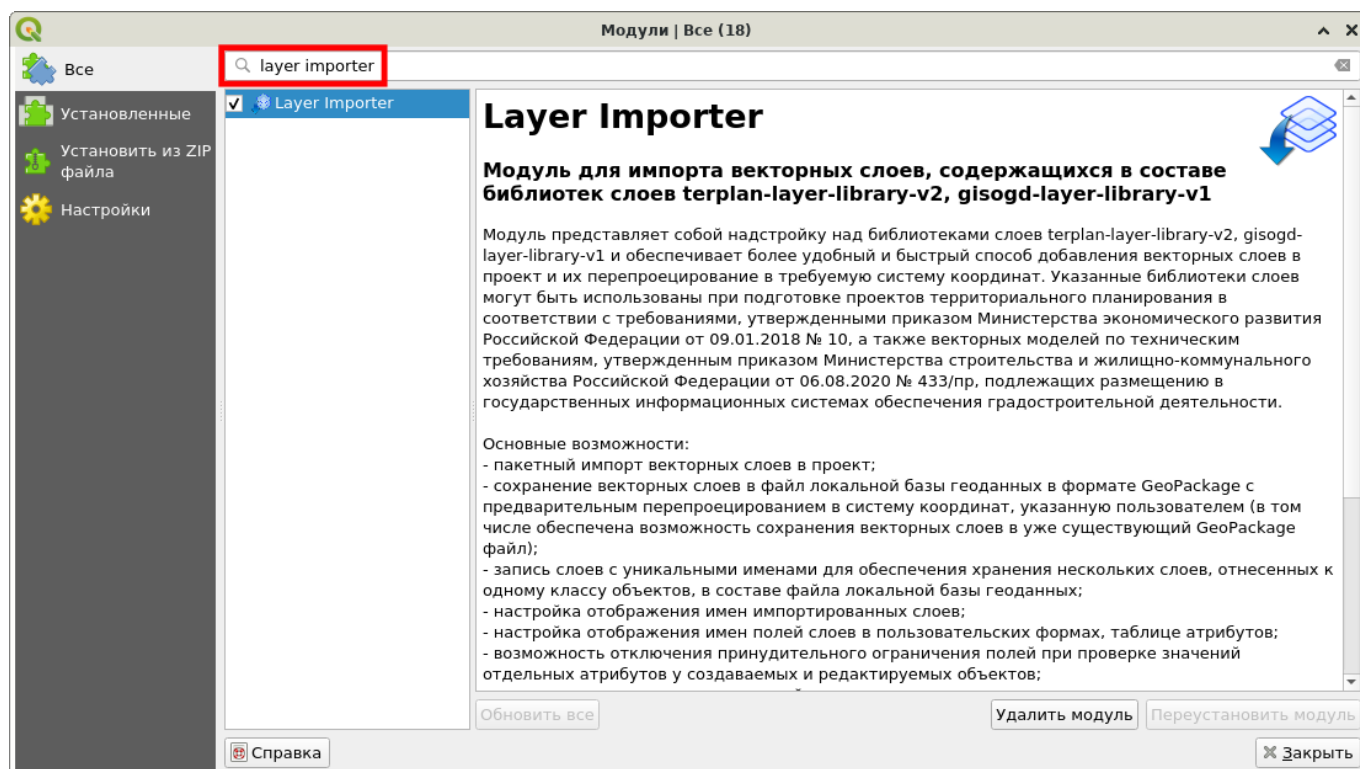 Модули | Все (18)
Все
Установленные
Установить из ZIP
файла
Настройки
layer importer
Layer Importer
Layer Importer
Модуль для импорта векторных слоев, содержащихся в составе
библиотек слоев terplan-layer-library-v2, gisogd-layer-library-v1
Модуль представляет собой надстройку над библиотеками слоев terplan-layer-library-v2, gisogd-
layer-library-v1 и обеспечивает более удобный и быстрый способ добавления векторных слоев в
проект и их перепроецирование в требуемую систему координат. Указанные библиотеки слоев
могут быть использованы при подготовке проектов территориального планирования в
соответствии с требованиями, утвержденными приказом Министерства экономического развития
Российской Федерации от 09.01.2018 № 10, а также векторных моделей по техническим
требованиям, утвержденным приказом Министерства строительства и жилищно-коммунального
хозяйства Российской Федерации от 06.08.2020 № 433/пр, подлежащих размещению в
государственных информационных системах обеспечения градостроительной деятельности.
Основные возможности:
- пакетный импорт векторных слоев в проект;
- сохранение векторных слоев в файл локальной базы геоданных в формате GeoPackage с
предварительным перепроецированием в систему координат, указанную пользователем (в том
числе обеспечена возможность сохранения векторных слоев в уже существующий GeoPackage
файл);
- запись слоев с уникальными именами для обеспечения хранения нескольких слоев, отнесенных к
одному классу объектов, в составе файла локальной базы геоданных;
- настройка отображения имен импортированных слоев;
- настройка отображения имен полей слоев в пользовательских формах, таблице атрибутов;
- возможность отключения принудительного ограничения полей при проверке значений
отдельных атрибутов у создаваемых и редактируемых объектов;
Обновить все
Удалить модуль
Переустановить модуль
Справка
Закрыть